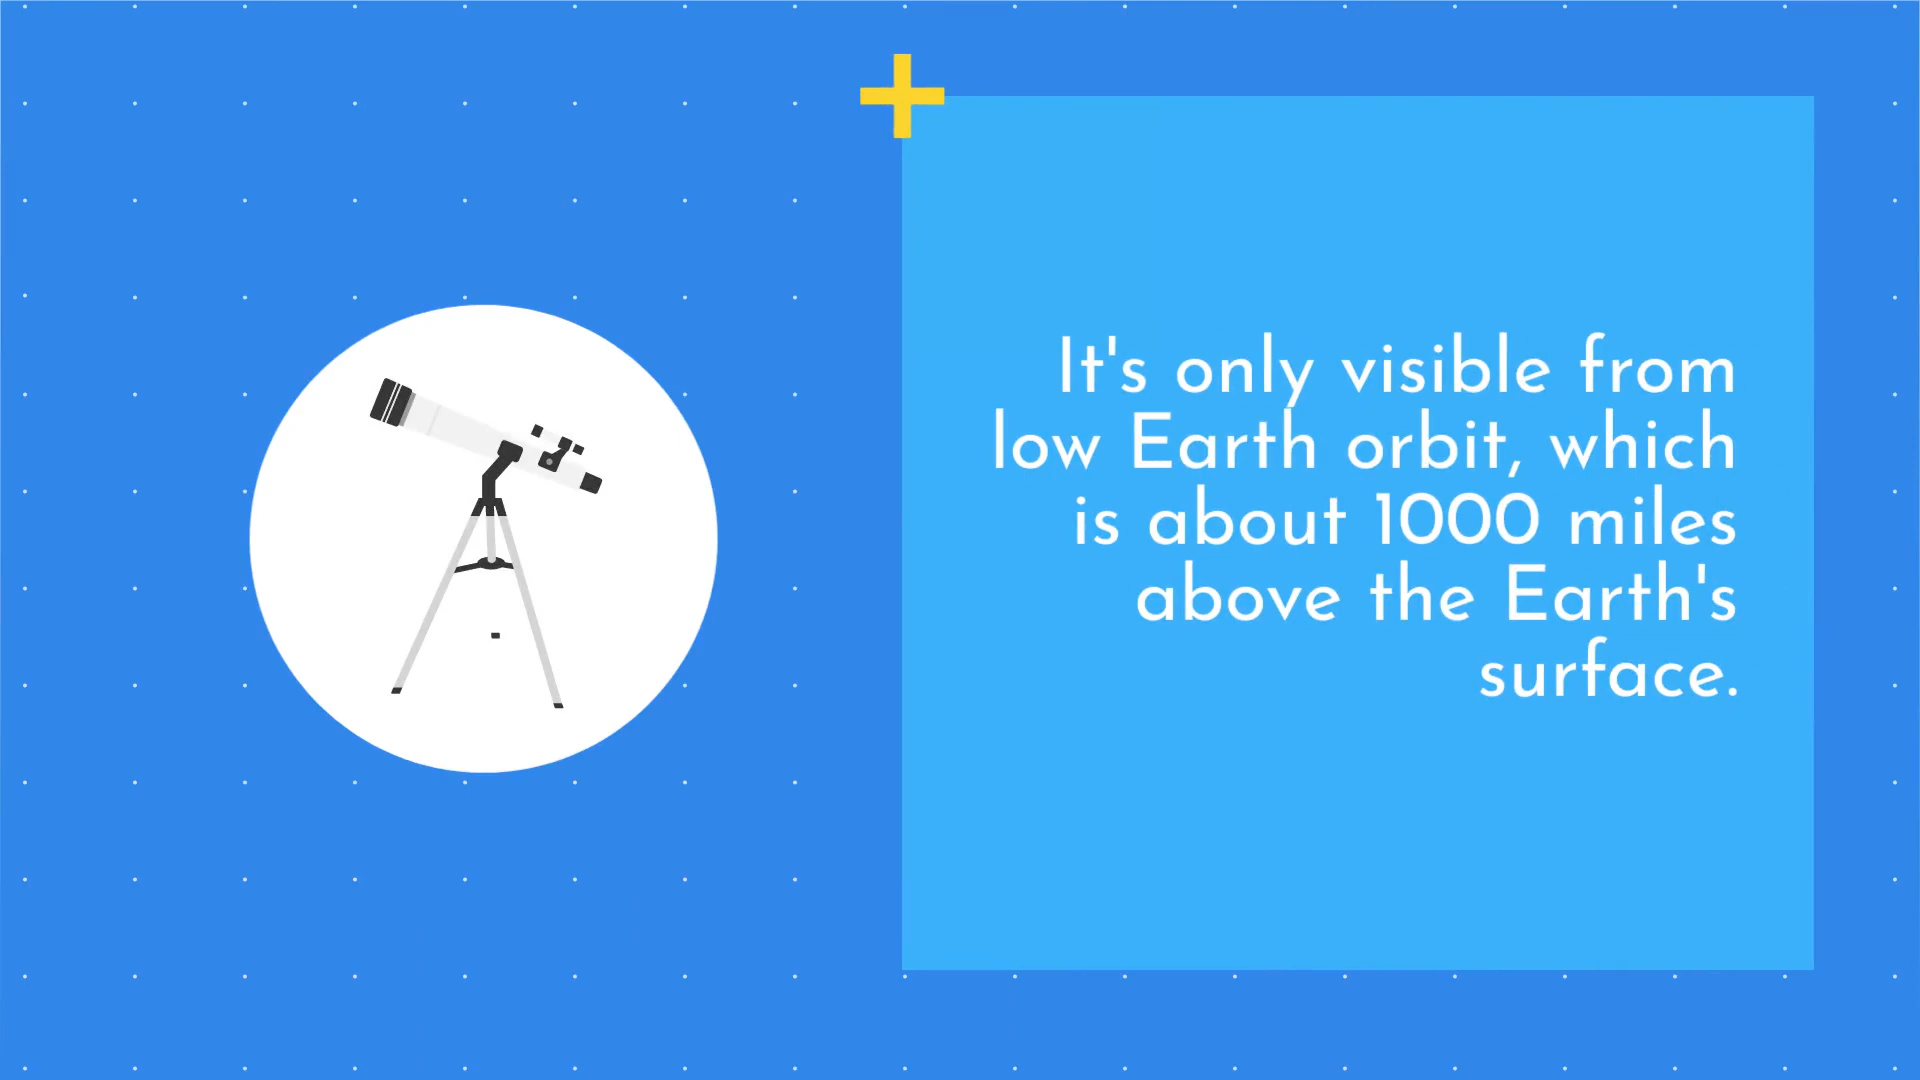 It's only visible from
low Earth orbit, which
is about 1000 miles
above the Earth's
surface.